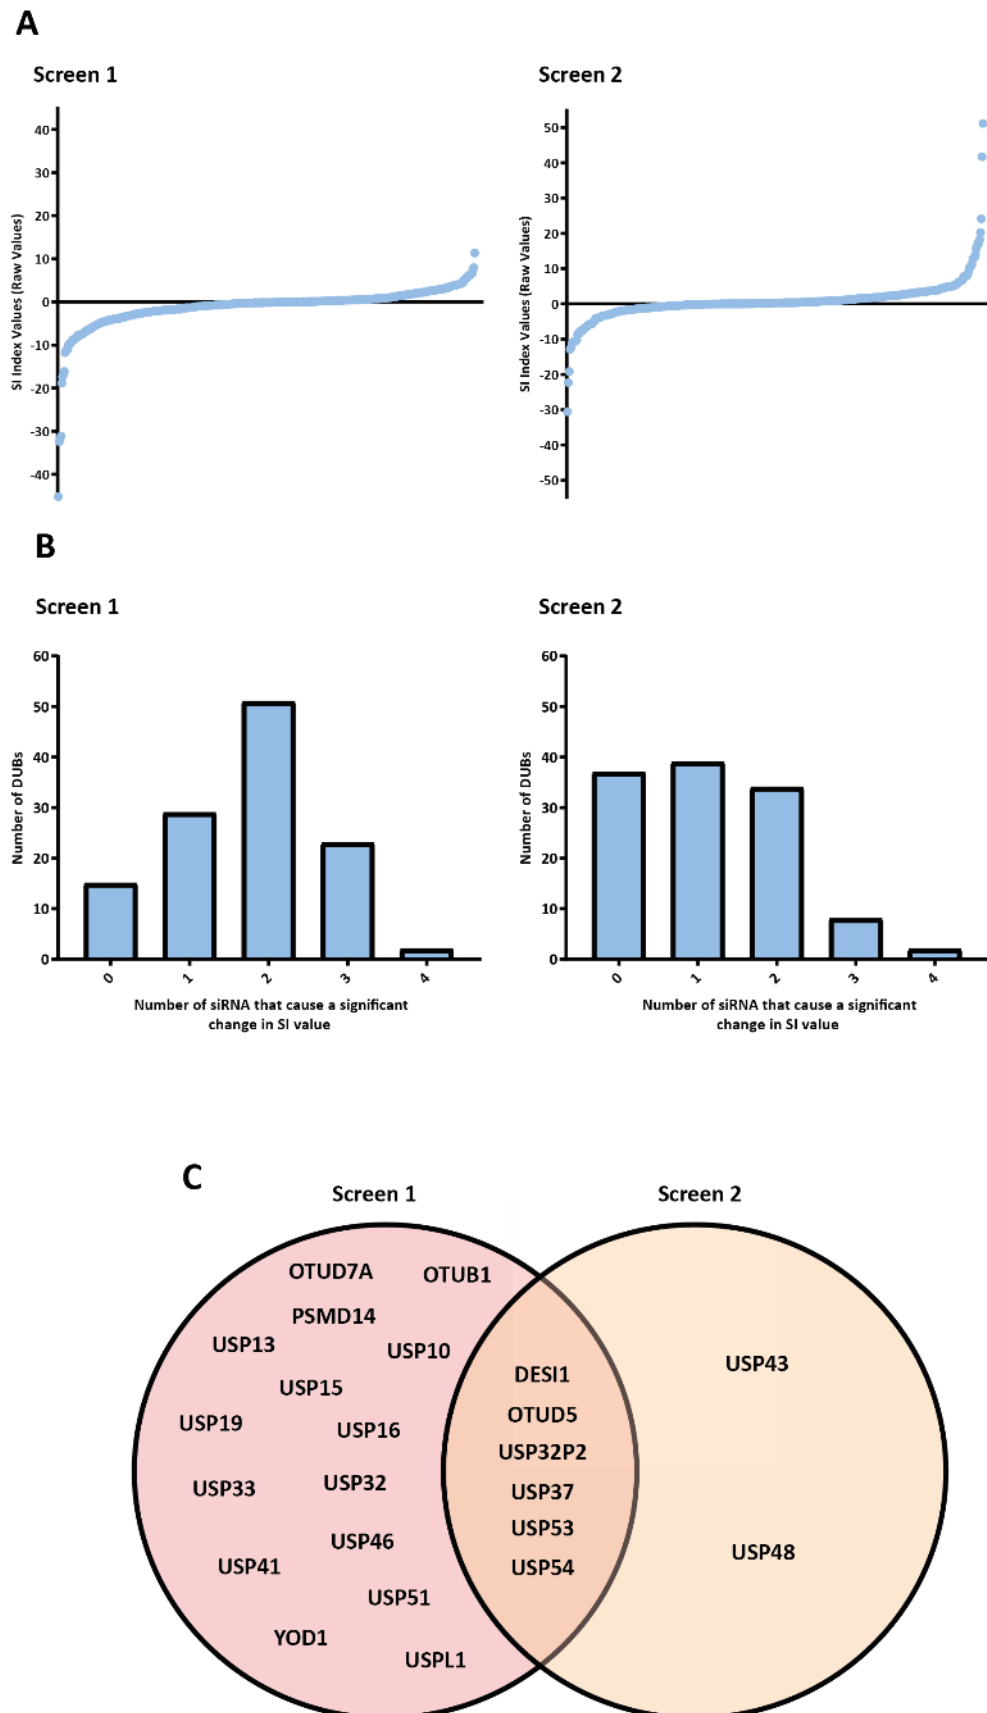 A
Screen 1
Screen 2
SI Index Values (Raw Values)
40
30
20
10
0
-10
-20
-30
-40
SI Index Values (Raw Values)
50
40
30
20
10
0
-10
-20
-30
-40
-50
B
Screen 1
Screen 2
Number of DUBs
60
50
40
30
20
10
0
0 1 2 3 4
Number of siRNA that cause a significant
change in SI value
Number of DUBs
60
50
40
30
20
10
0
0 1 2 3 4
Number of siRNA that cause a significant
change in SI value
C
Screen 1
Screen 2
OTUD7A
OTUB1
PSMD14
USP13
USP10
USP15
USP19
USP16
USP33
USP32
USP46
USP41
USP51
YOD1
USPL1
DESI1
OTUD5
USP32P2
USP37
USP53
USP54
USP43
USP48